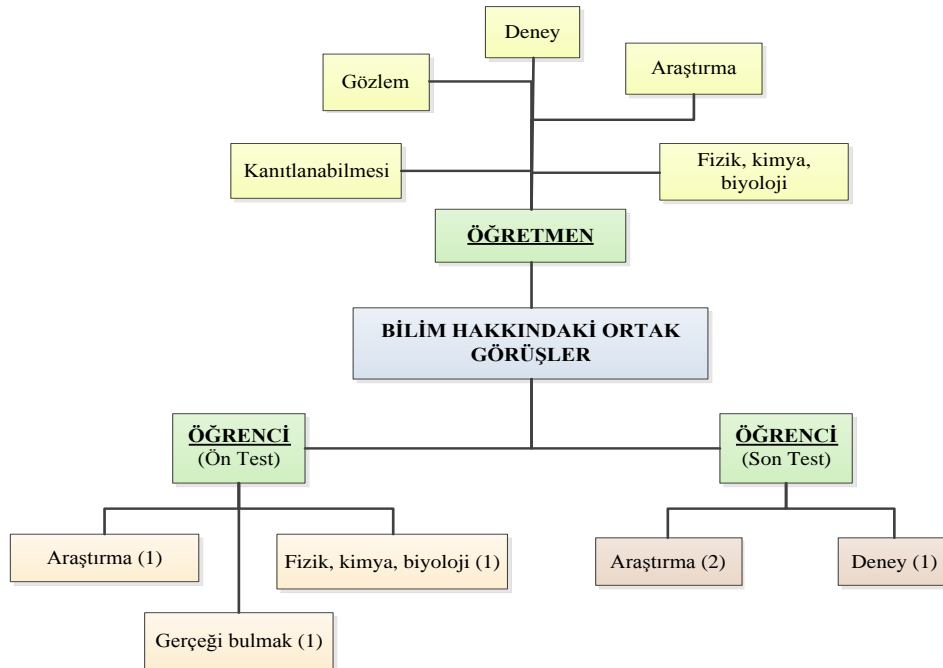 Deney
Araştırma
Gözlem
Kanıtlanabilmesi
Fizik, kimya,
biyoloji
ÖĞRETMEN
BİLİM HAKKINDAKİ ORTAK
GÖRÜŞLER
ÖĞRENCİ
(Ön Test)
ÖĞRENCİ
(Son Test)
Araştırma (1)
Fizik, kimya, biyoloji (1)
Gerçeği bulmak (1)
Araştırma (2)
Deney (1)